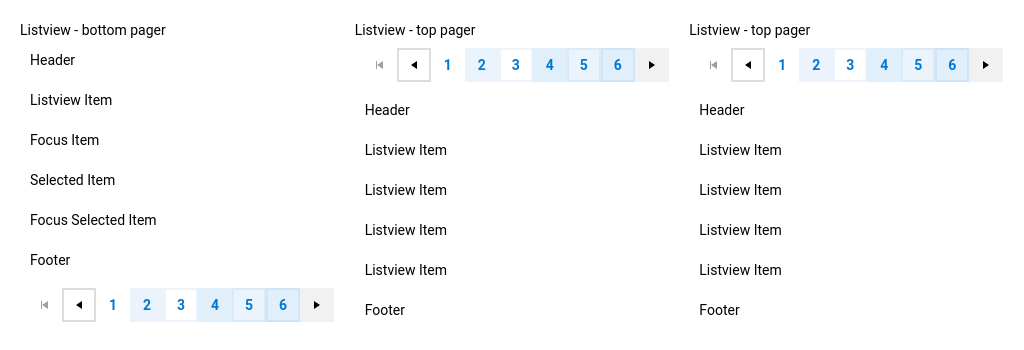 Listview - bottom pager
Header
Listview Item
Focus Item
Selected Item
Focus Selected Item
Footer
1 2 3 4 5 6
Listview - top pager
1 2 3 4 5 6
Header
Listview Item
Listview Item
Listview Item
Listview Item
Footer
Listview - top pager
1 2 3 4 5 6
Header
Listview Item
Listview Item
Listview Item
Listview Item
Footer